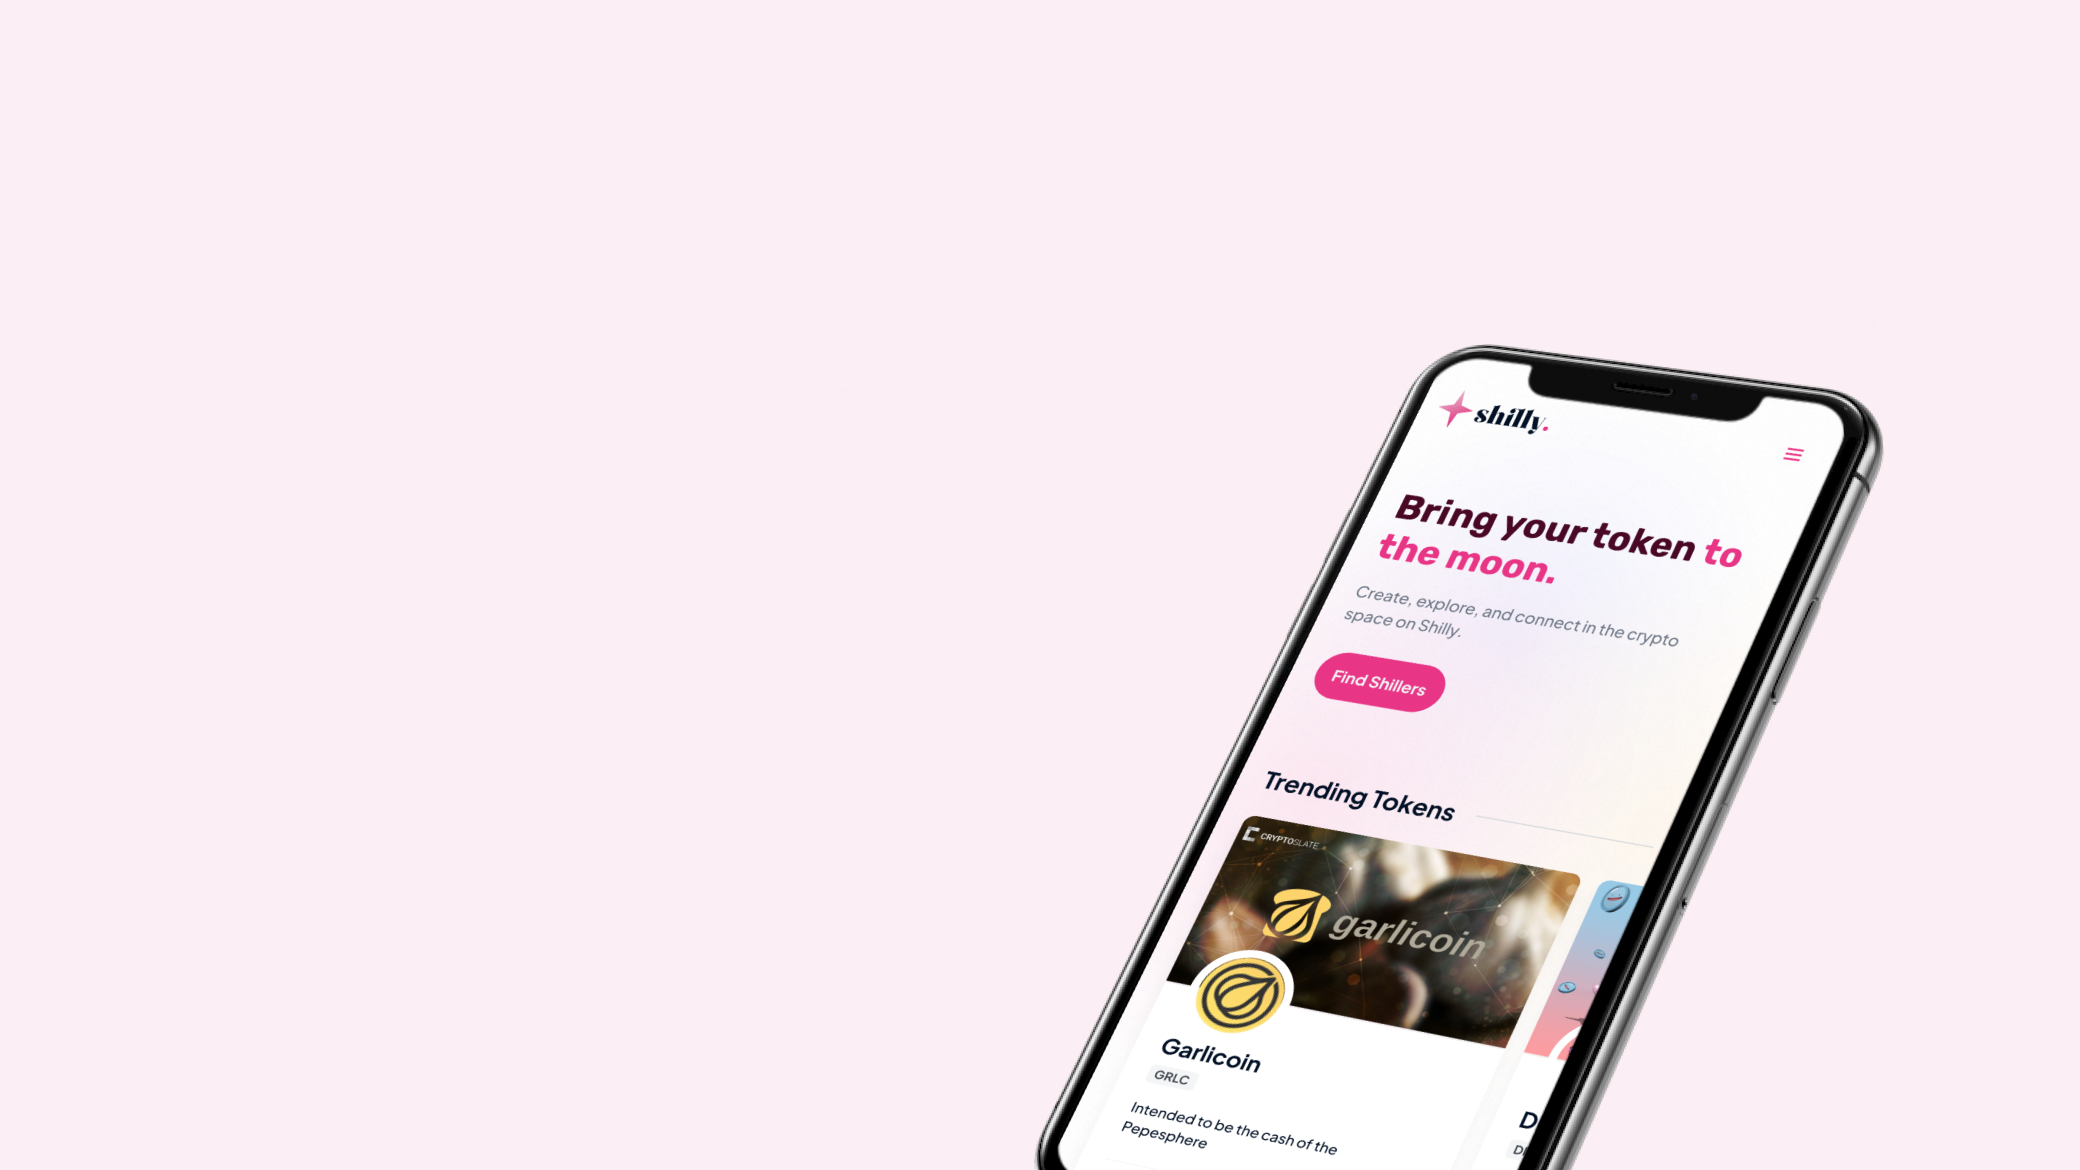 shilly.
Bring your token to
the moon.
Create, explore, and connect in the crypto
space on Shilly.
Find Shillers
Trending Tokens
CRYPTOSLATE
garlicoin
Garlicoin
GRLC
Intended to be the cash of the
Pepesphere